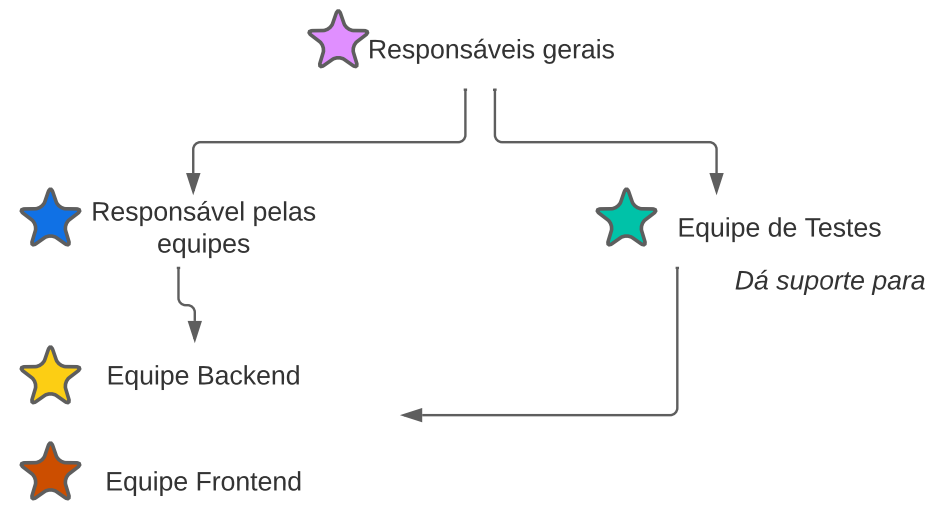 Responsáveis gerais
Responsável pelas
equipes
Equipe de Testes
Dá suporte para
Equipe Backend
Equipe Frontend